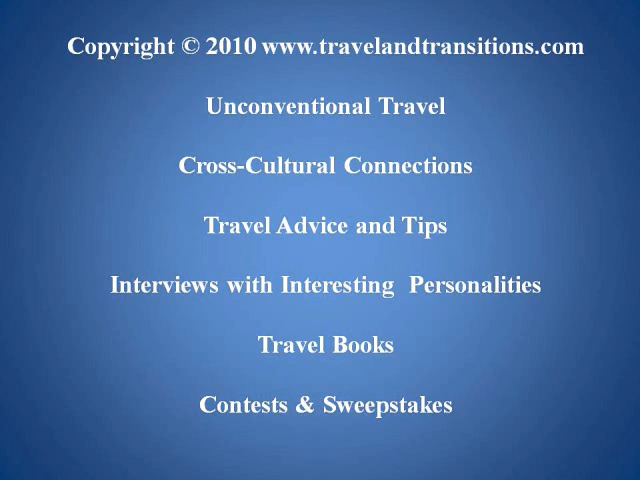 Copyright © 2010 www.travelandtransitions.com
Unconventional Travel
Cross-Cultural Connections
Travel Advice and Tips
Interviews with Interesting  Personalities
Travel Books
Contests & Sweepstakes